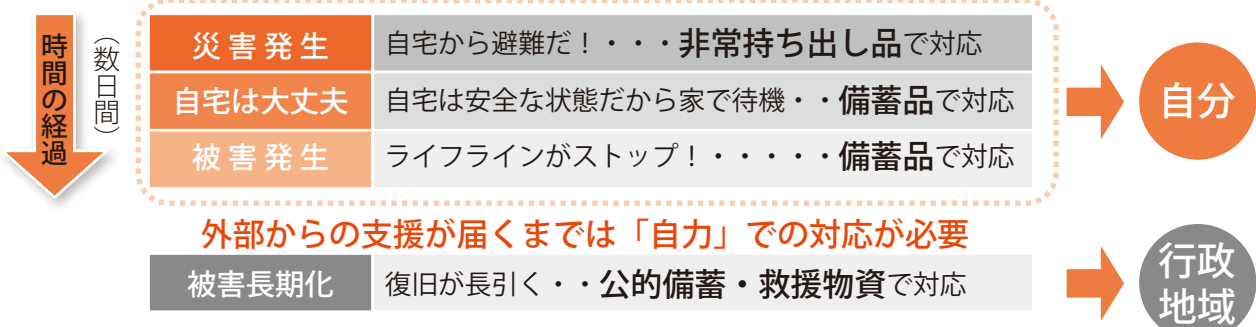 時間の経過
（数日間）
災害発生
自宅から避難だ！・・・非常持ち出し品で対応
自宅は大丈夫
自宅は安全な状態だから家で待機・・備蓄品で対応
被害発生
ライフラインがストップ！・・・・・備蓄品で対応
自分
外部からの支援が届くまでは「自力」での対応が必要
被害長期化
復旧が長引く・・公的備蓄・救援物資で対応
行政
地域